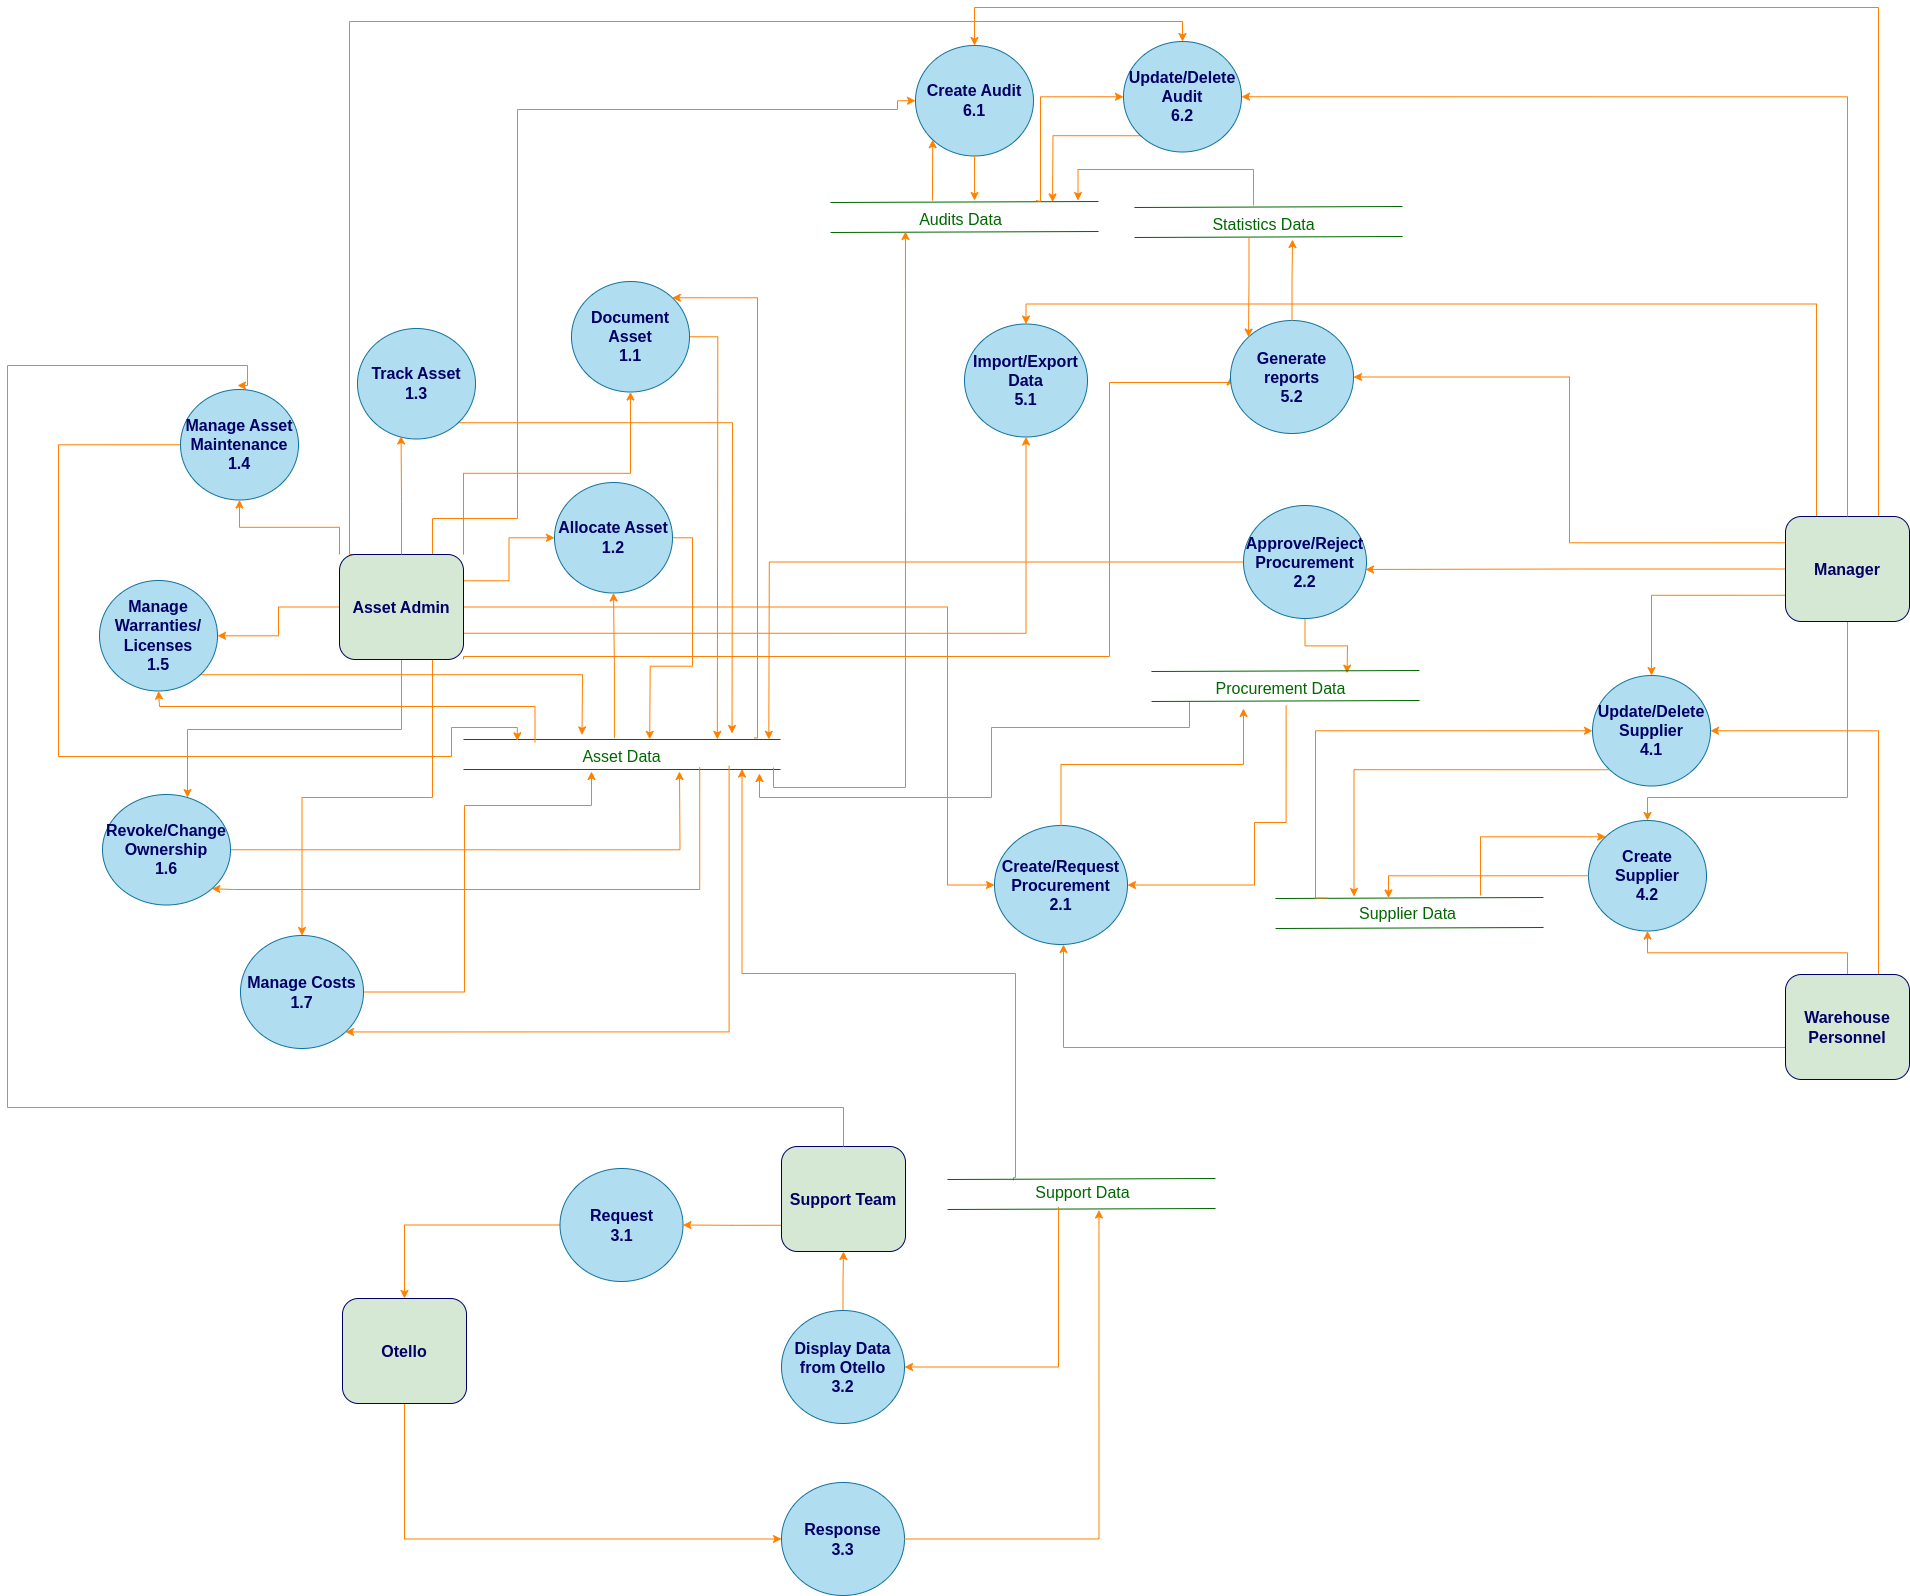 Create Audit
6.1
Update/Delete
Audit
6.2
Audits Data
Statistics Data
Document
Asset
1.1
Track Asset
1.3
Import/Export
Data
5.1
Generate
reports
5.2
Manage Asset
Maintenance
1.4
Allocate Asset
1.2
Approve/Reject
Procurement
2.2
Manager
Asset Admin
Manage
Warranties/
Licenses
1.5
Procurement Data
Update/Delete
Supplier
4.1
Asset Data
Revoke/Change
Ownership
1.6
Create/Request
Procurement
2.1
Create
Supplier
4.2
Supplier Data
Manage Costs
1.7
Warehouse
Personnel
Support Team
Support Data
Request
3.1
Otello
Display Data
from Otello
3.2
Response
3.3